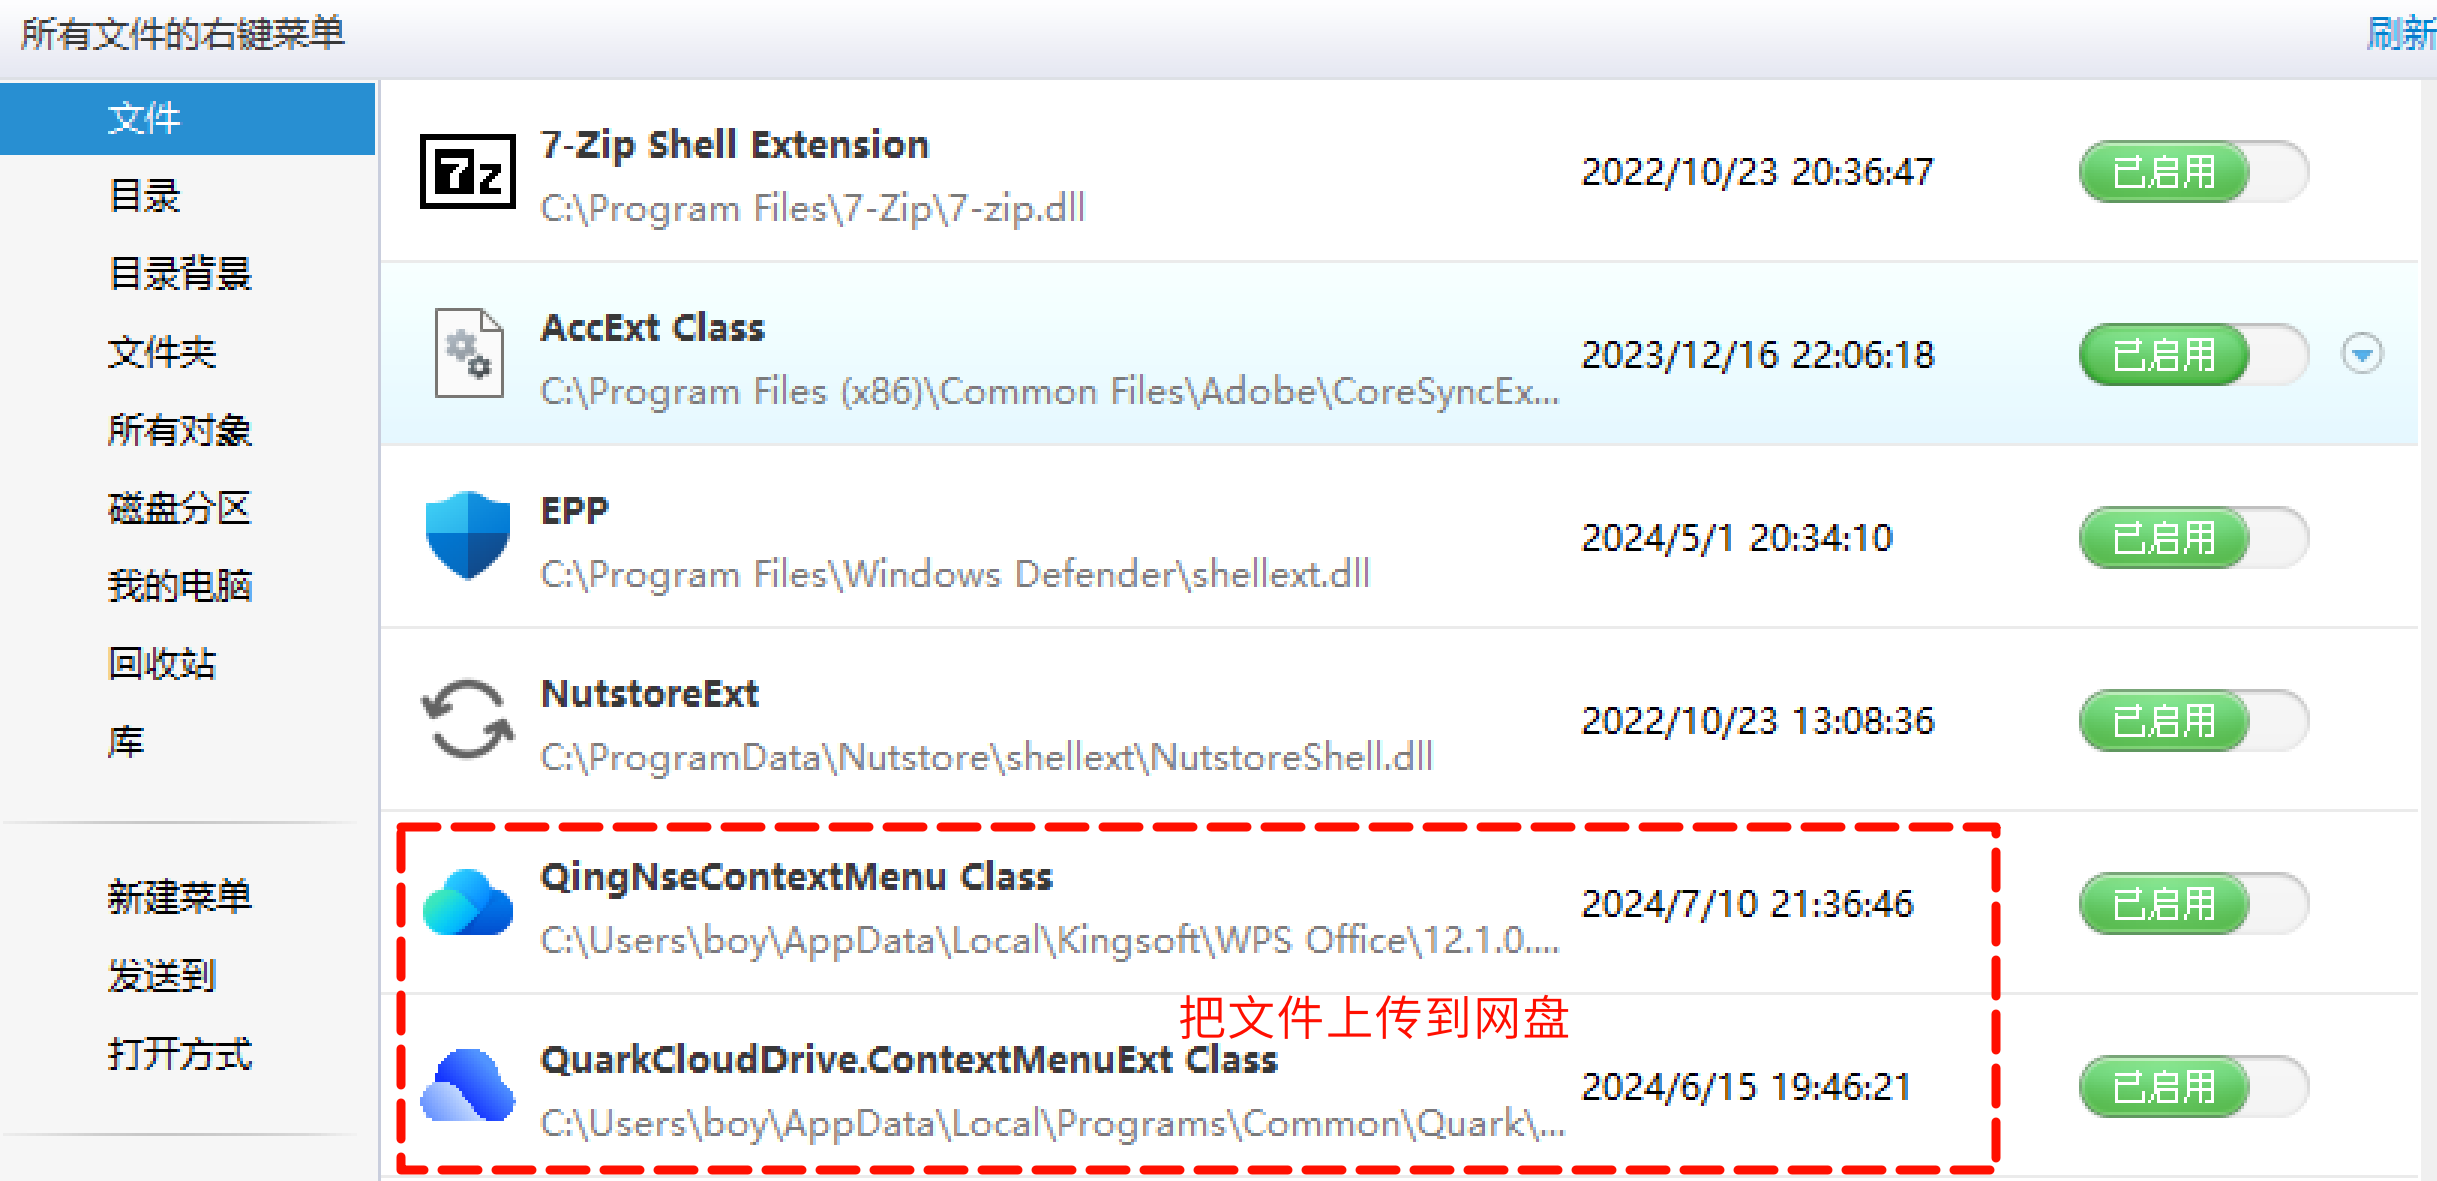 所有文件的右键菜单
刷新
文件
目录
目录背景
文件夹
所有对象
磁盘分区
我的电脑
回收站
库
新建菜单
发送到
打开方式
7-Zip Shell Extension
C:\Program Files\7-Zip\7-zip.dll
2022/10/23 20:36:47
已启用
AccExt Class
C:\Program Files (x86)\Common Files\Adobe\CoreSyncEx...
2023/12/16 22:06:18
已启用
EPP
C:\Program Files\Windows Defender\shellext.dll
2024/5/1 20:34:10
已启用
NutstoreExt
C:\ProgramData\Nutstore\shellext\NutstoreShell.dll
2022/10/23 13:08:36
已启用
QingNseContextMenu Class
C:\Users\boy\AppData\Local\Kingsoft\WPS Office\12.1.0....
2024/7/10 21:36:46
已启用
把文件上传到网盘
QuarkCloudDrive.ContextMenuExt Class
C:\Users\boy\AppData\Local\Programs\Common\Quark\...
2024/6/15 19:46:21
已启用